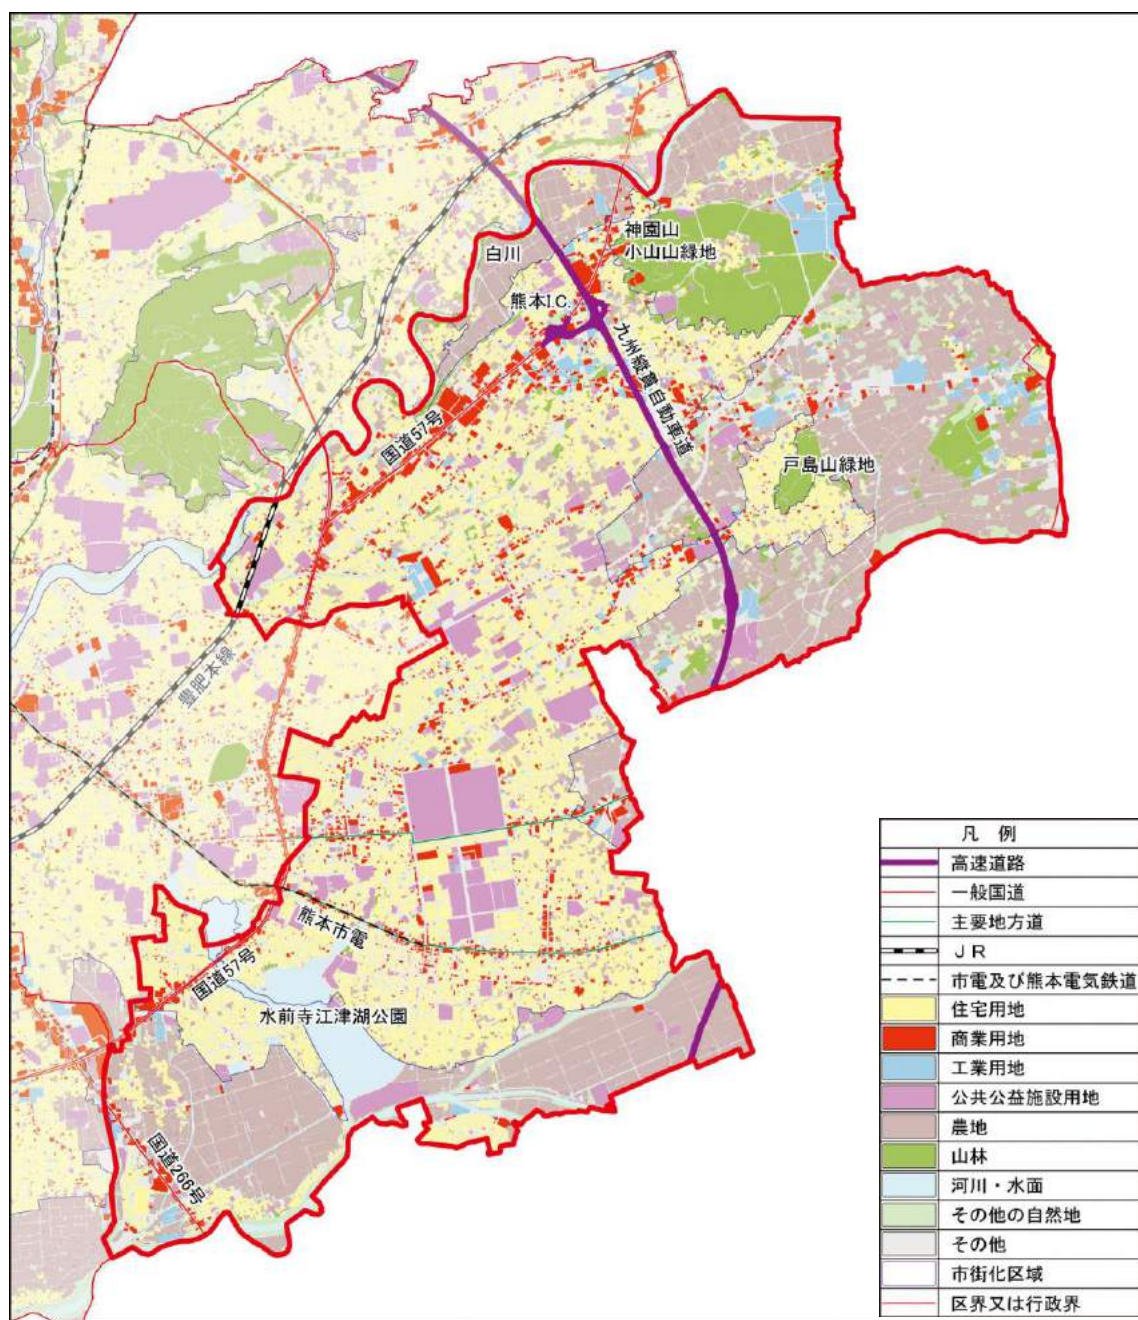 神園山
小山山緑地
白川
熊本I.C.
九州縦貫自動車道
国道57号
戸島山緑地
豊肥本線
熊本市電
国道57号
水前寺江津湖公園
国道266号
凡 例
高速道路
一般国道
主要地方道
JR
市電及び熊本電気鉄道
住宅用地
商業用地
工業用地
公共公益施設用地
農地
山林
河川・水面
その他の自然地
その他
市街化区域
区界又は行政界